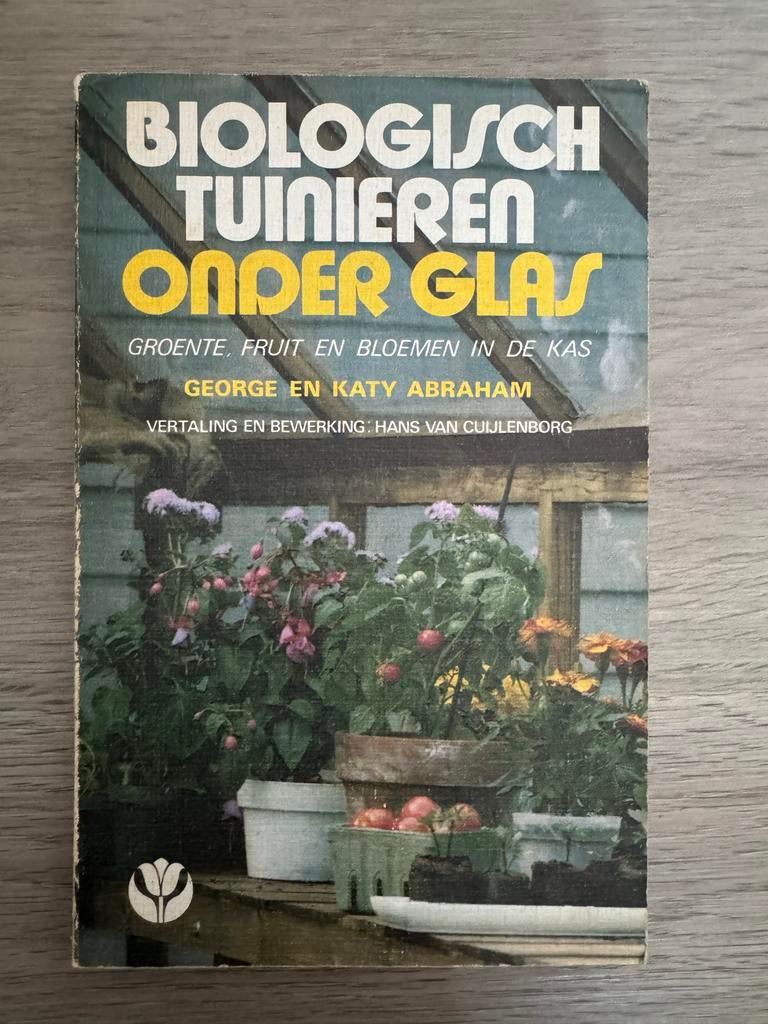 BIOLOGISCH
TUINIEREN
ONDER GLAS
GROENTE, FRUIT EN BLOEMEN IN DE KAS
GEORGE EN KATY ABRAHAM
VERTALING EN BEWERKING: HANS VAN CUIJLENBORG